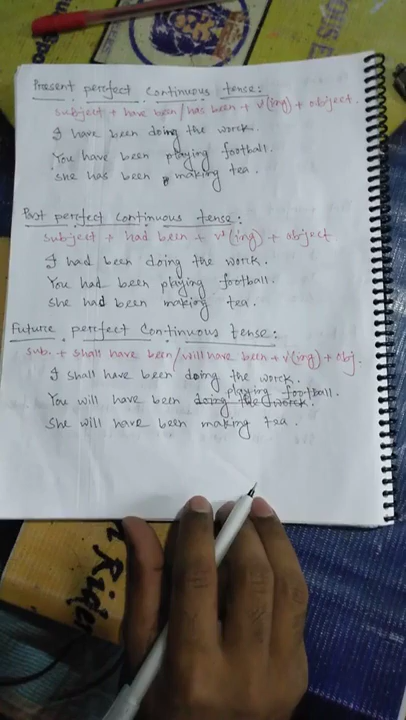 Present perfect continuous tense:
subject + have been/has been + v(ing) + object.
I have been doing the work.
You have been playing football.
she has been making tea.
Past perfect continuous tense:
subject + had been + v(ing) + object
I had been doing the work.
You had been playing football.
She had been making tea.
Future perfect continuous tense:
sub. + shall have been/will have been + v(ing) + obj.
I shall have been doing the work.
You will have been doing the work. playing football.
She will have been making tea.
Rider